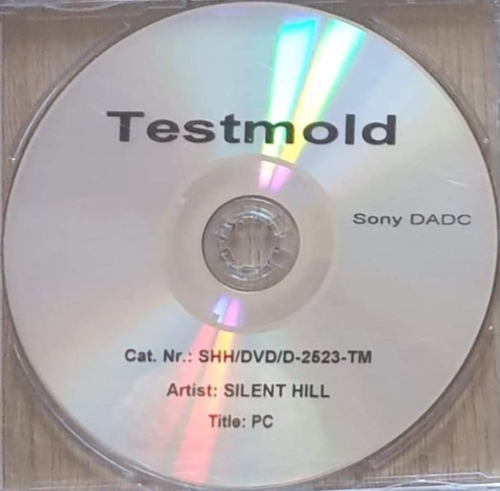 Testmold
Sony DADC
Cat. Nr.: SHH/DVD/D-2523-TM
Artist: SILENT HILL
Title: PC